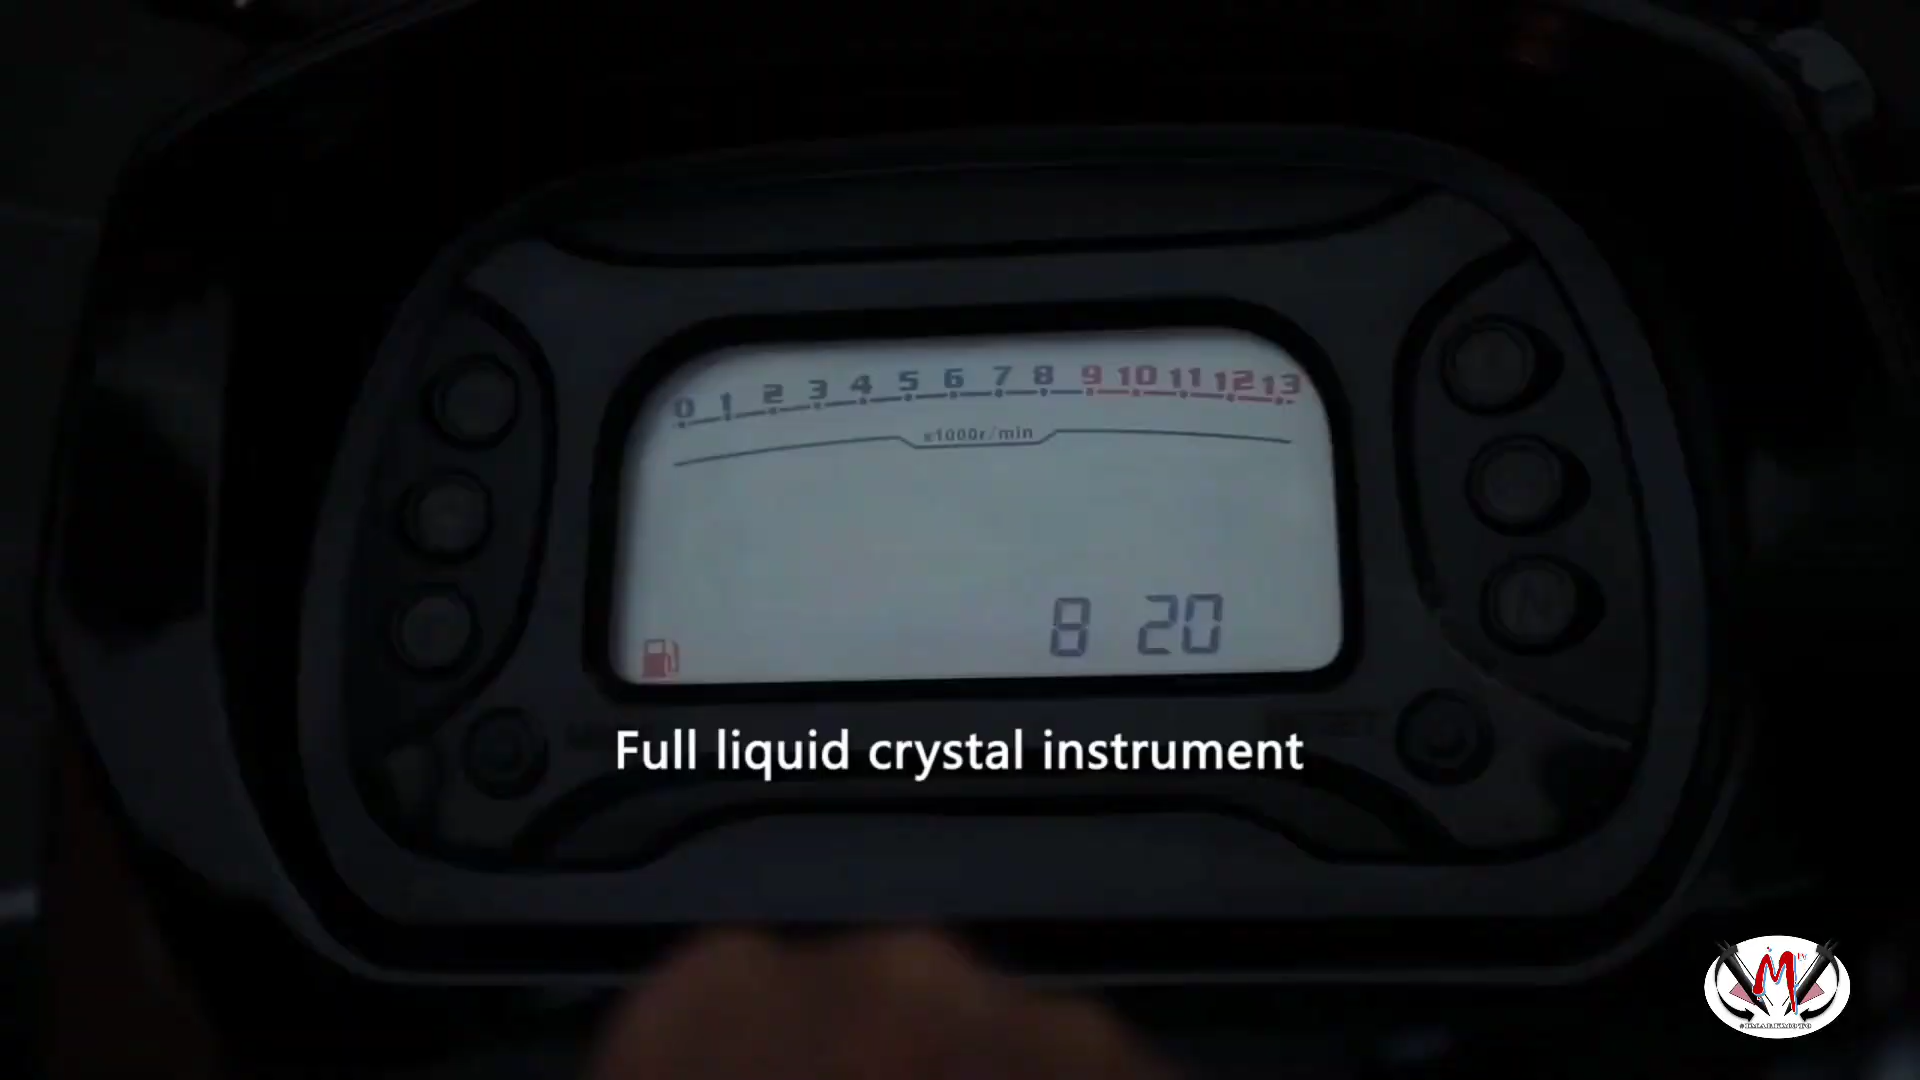 0 1 2 3 4 5 6 7 8 9 10 11 12 13
x1000r/min
8 20
Full liquid crystal instrument
M